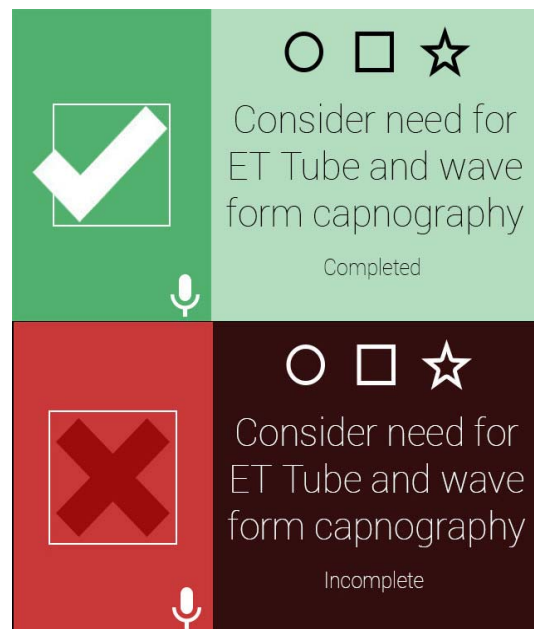 Consider need for
ET Tube and wave
form capnography
Completed
Consider need for
ET Tube and wave
form capnography
Incomplete